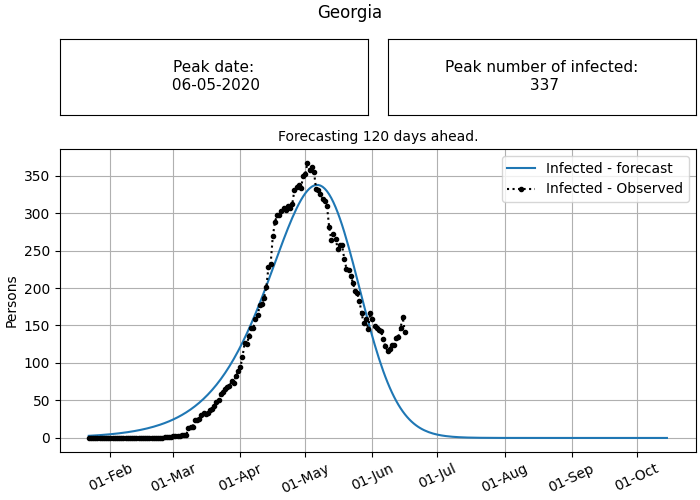 Georgia
Peak date:
06-05-2020
Peak number of infected:
337
Forecasting 120 days ahead.
Infected - forecast
Infected - Observed
Persons
350
300
250
200
150
100
50
0
01-Feb
01-Mar
01-Apr
01-May
01-Jun
01-Jul
01-Aug
01-Sep
01-Oct